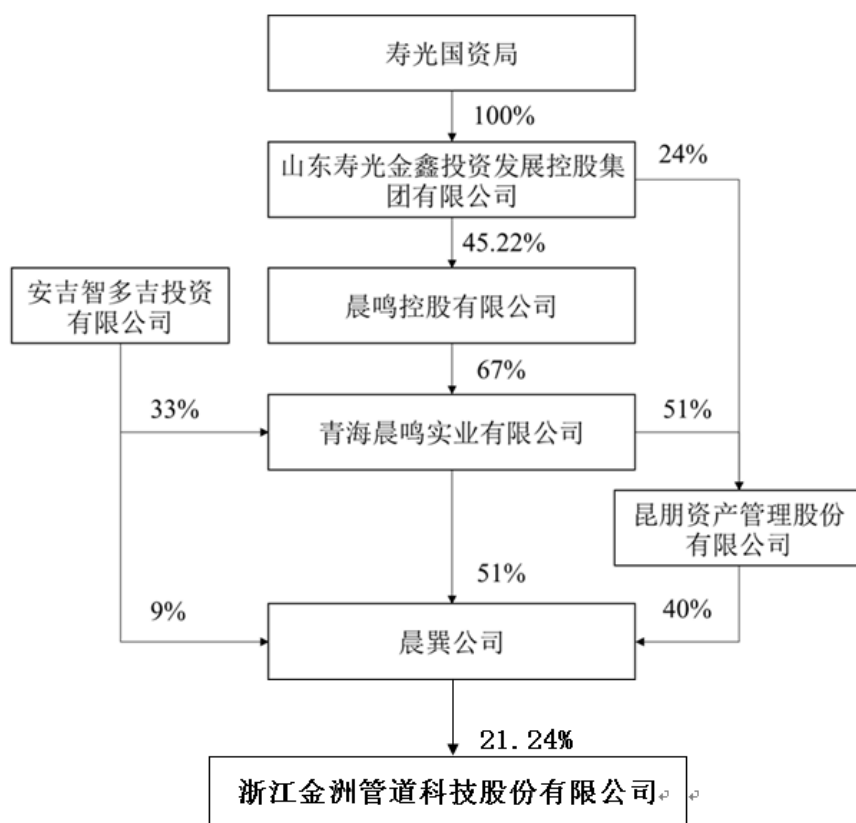 寿光国资局
100%
山东寿光金鑫投资发展控股集
团有限公司
24%
45.22%
安吉智多吉投资
有限公司
晨鸣控股有限公司
67%
33%
青海晨鸣实业有限公司
51%
昆朋资产管理股份
有限公司
51%
9%
40%
晨巽公司
21.24%
浙江金洲管道科技股份有限公司